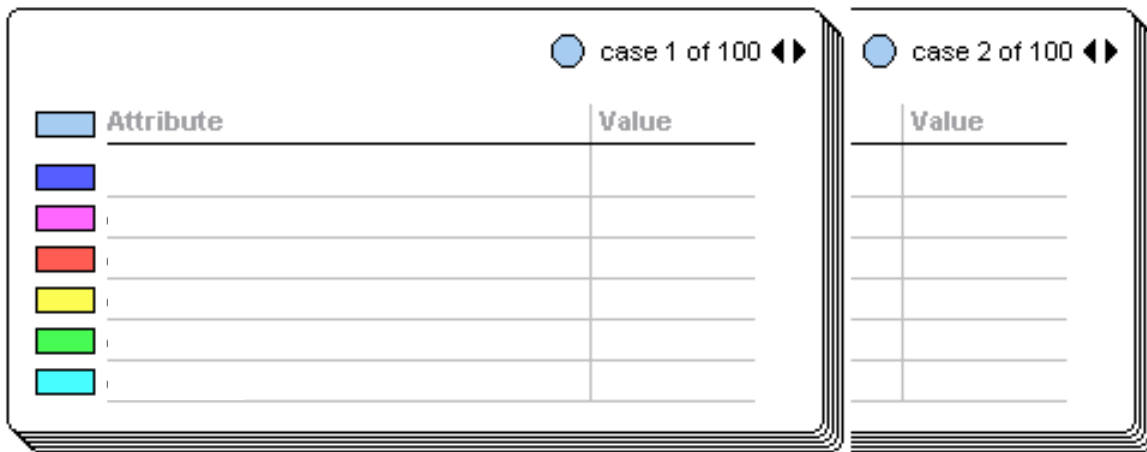 case 1 of 100
case 2 of 100
Attribute
Value
Value